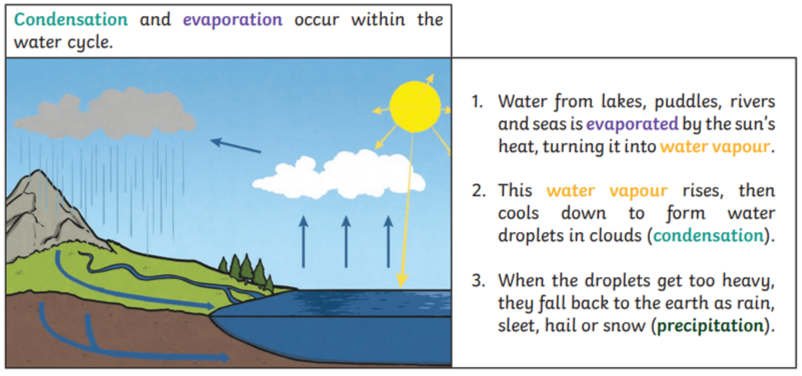 Condensation and evaporation occur within the
water cycle.
1. Water from lakes, puddles, rivers
and seas is evaporated by the sun's
heat, turning it into water vapour.
2. This water vapour rises, then
cools down to form water
droplets in clouds (condensation).
3. When the droplets get too heavy,
they fall back to the earth as rain,
sleet, hail or snow (precipitation).